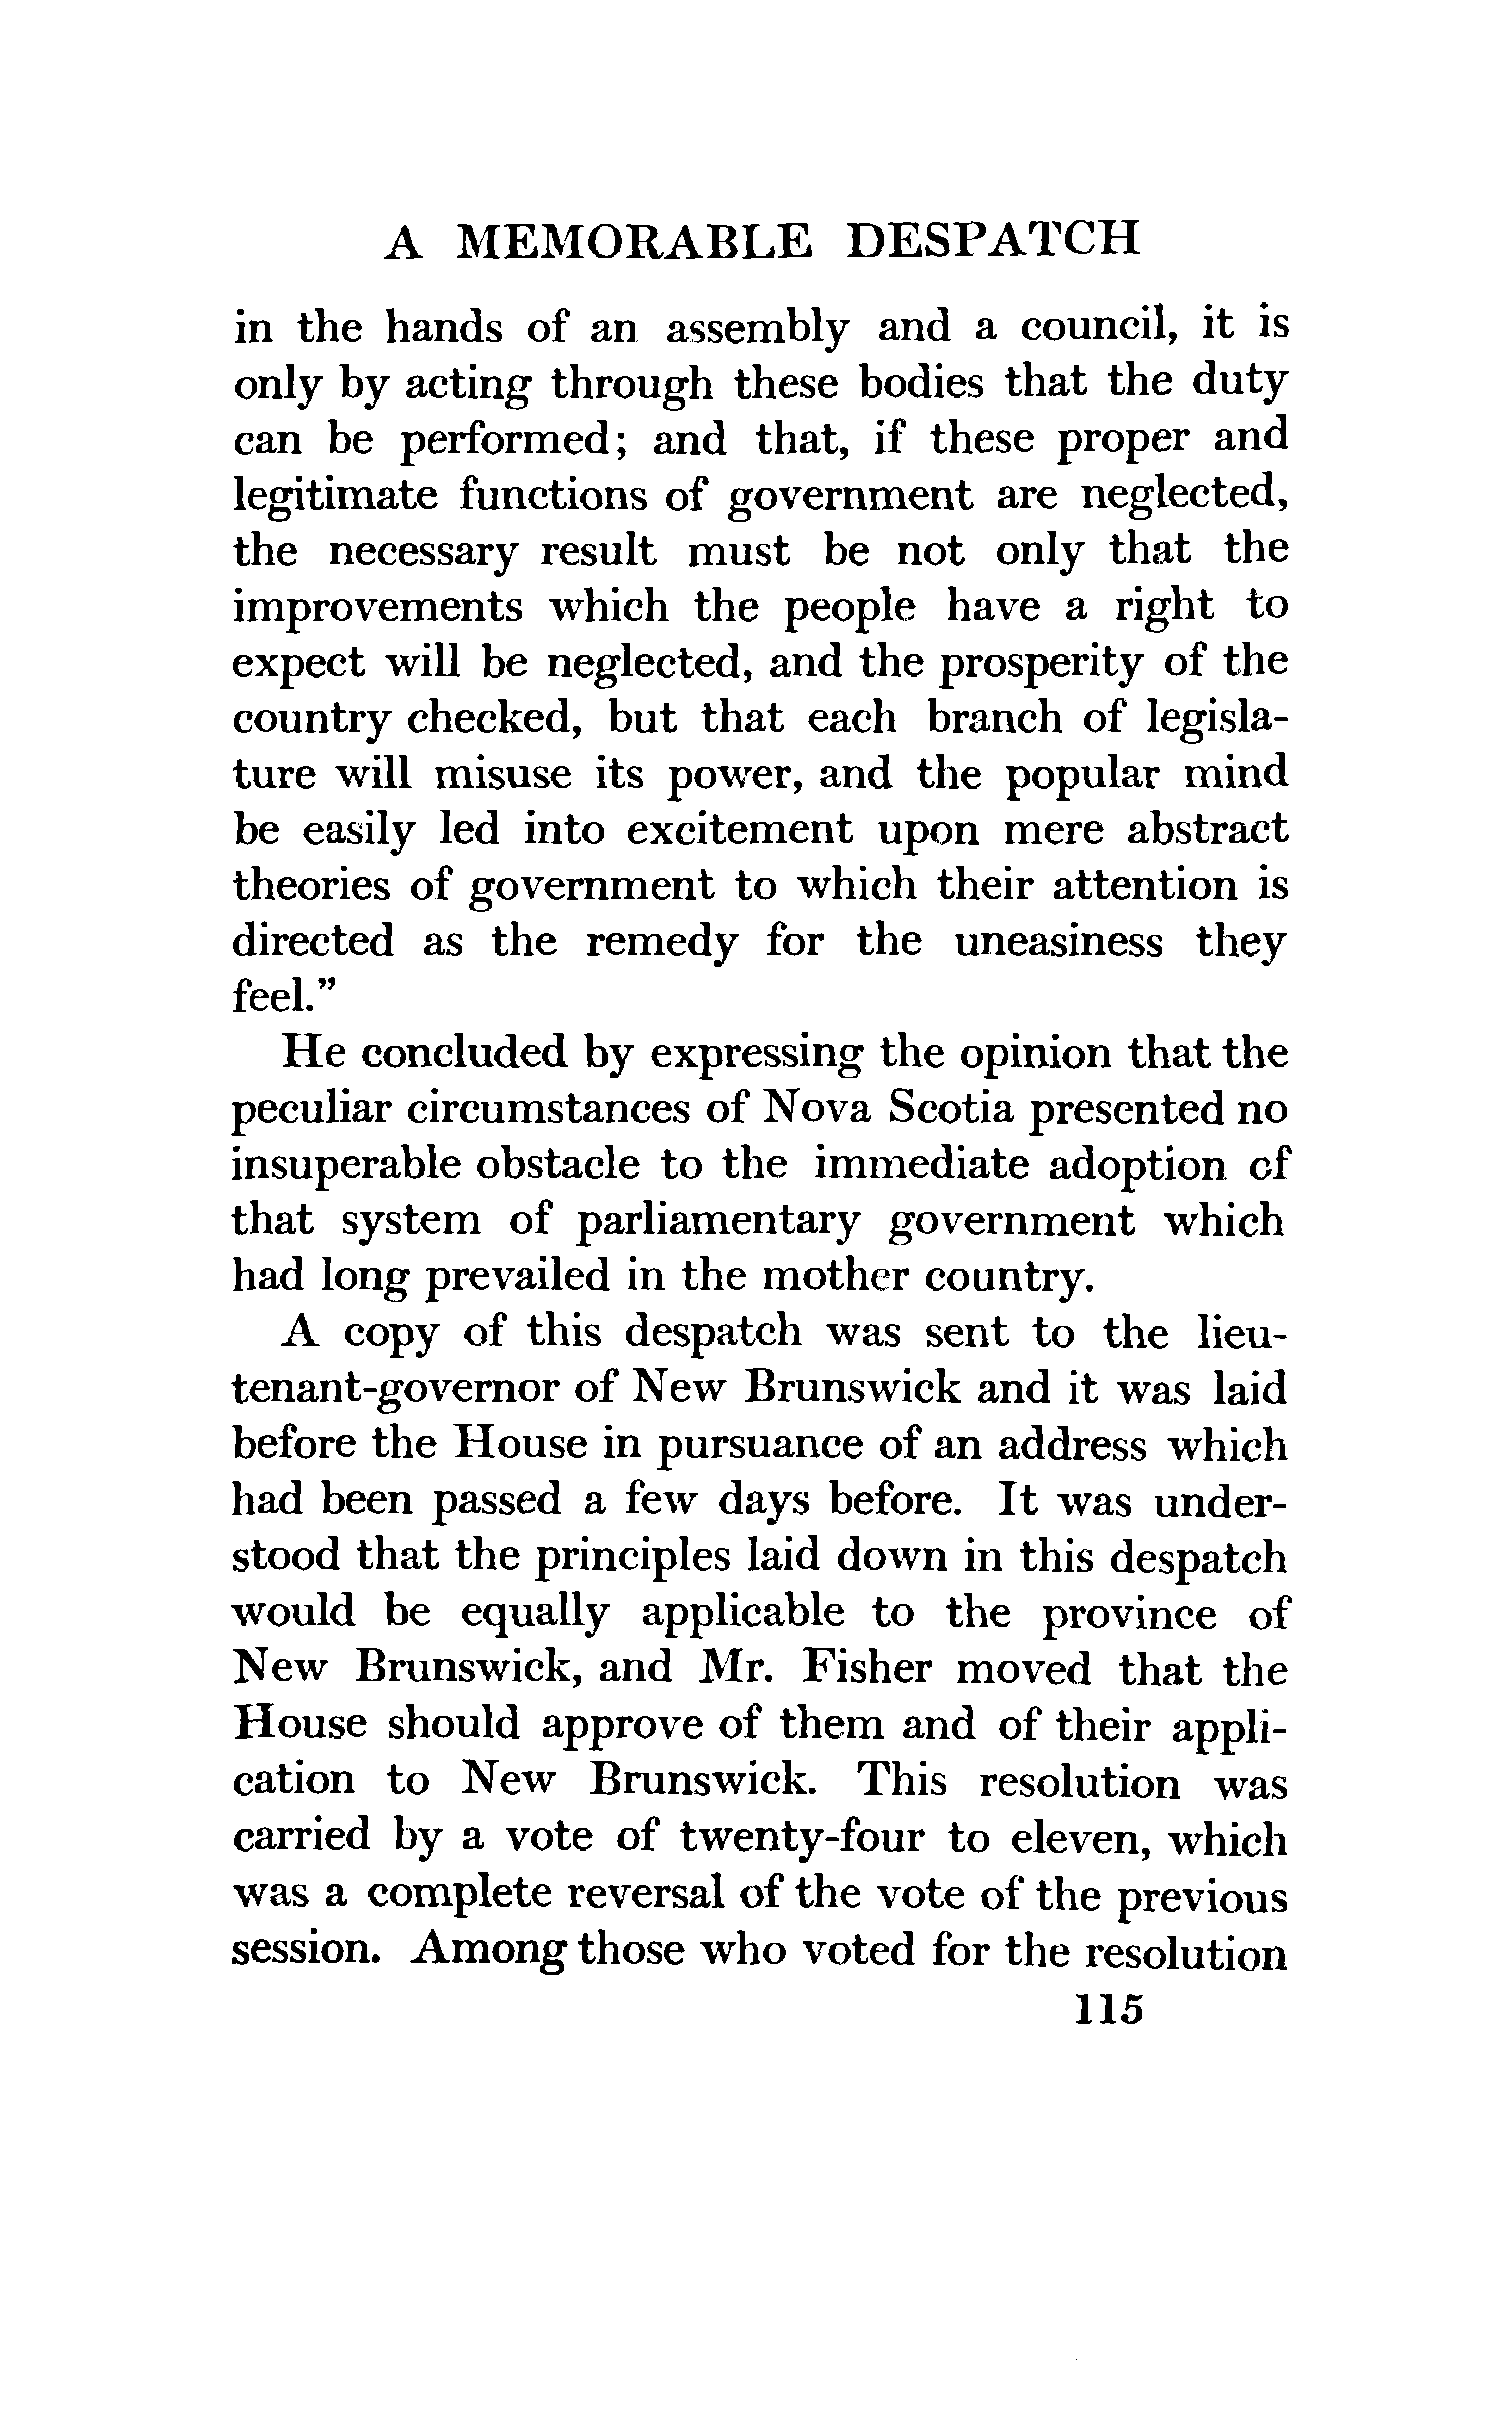 A MEMORABLE DESPATCH
in the hands of an assembly and a council, it is
only by acting through these bodies that the duty
can be performed; and that, if these proper and
legitimate functions of government are neglected,
the necessary result must be not only that the
improvements which the people have a right to
expect will be neglected, and the prosperity of the
country checked, but that each branch of legisla-
ture will misuse its power, and the popular mind
be easily led into excitement upon mere abstract
theories of government to which their attention is
directed as the remedy for the uneasiness they
feel.”
He concluded by expressing the opinion that the
peculiar circumstances of Nova Scotia presented no
insuperable obstacle to the immediate adoption of
that system of parliamentary government which
had long prevailed in the mother country.
A copy of this despatch was sent to the lieu-
tenant-governor of New Brunswick and it was laid
before the House in pursuance of an address which
had been passed a few days before. It was under-
stood that the principles laid down in this despatch
would be equally applicable to the province of
New Brunswick, and Mr. Fisher moved that the
House should approve of them and of their appli-
cation to New Brunswick. This resolution was
carried by a vote of twenty-four to eleven, which
was a complete reversal of the vote of the previous
session. Among those who voted for the resolution
115